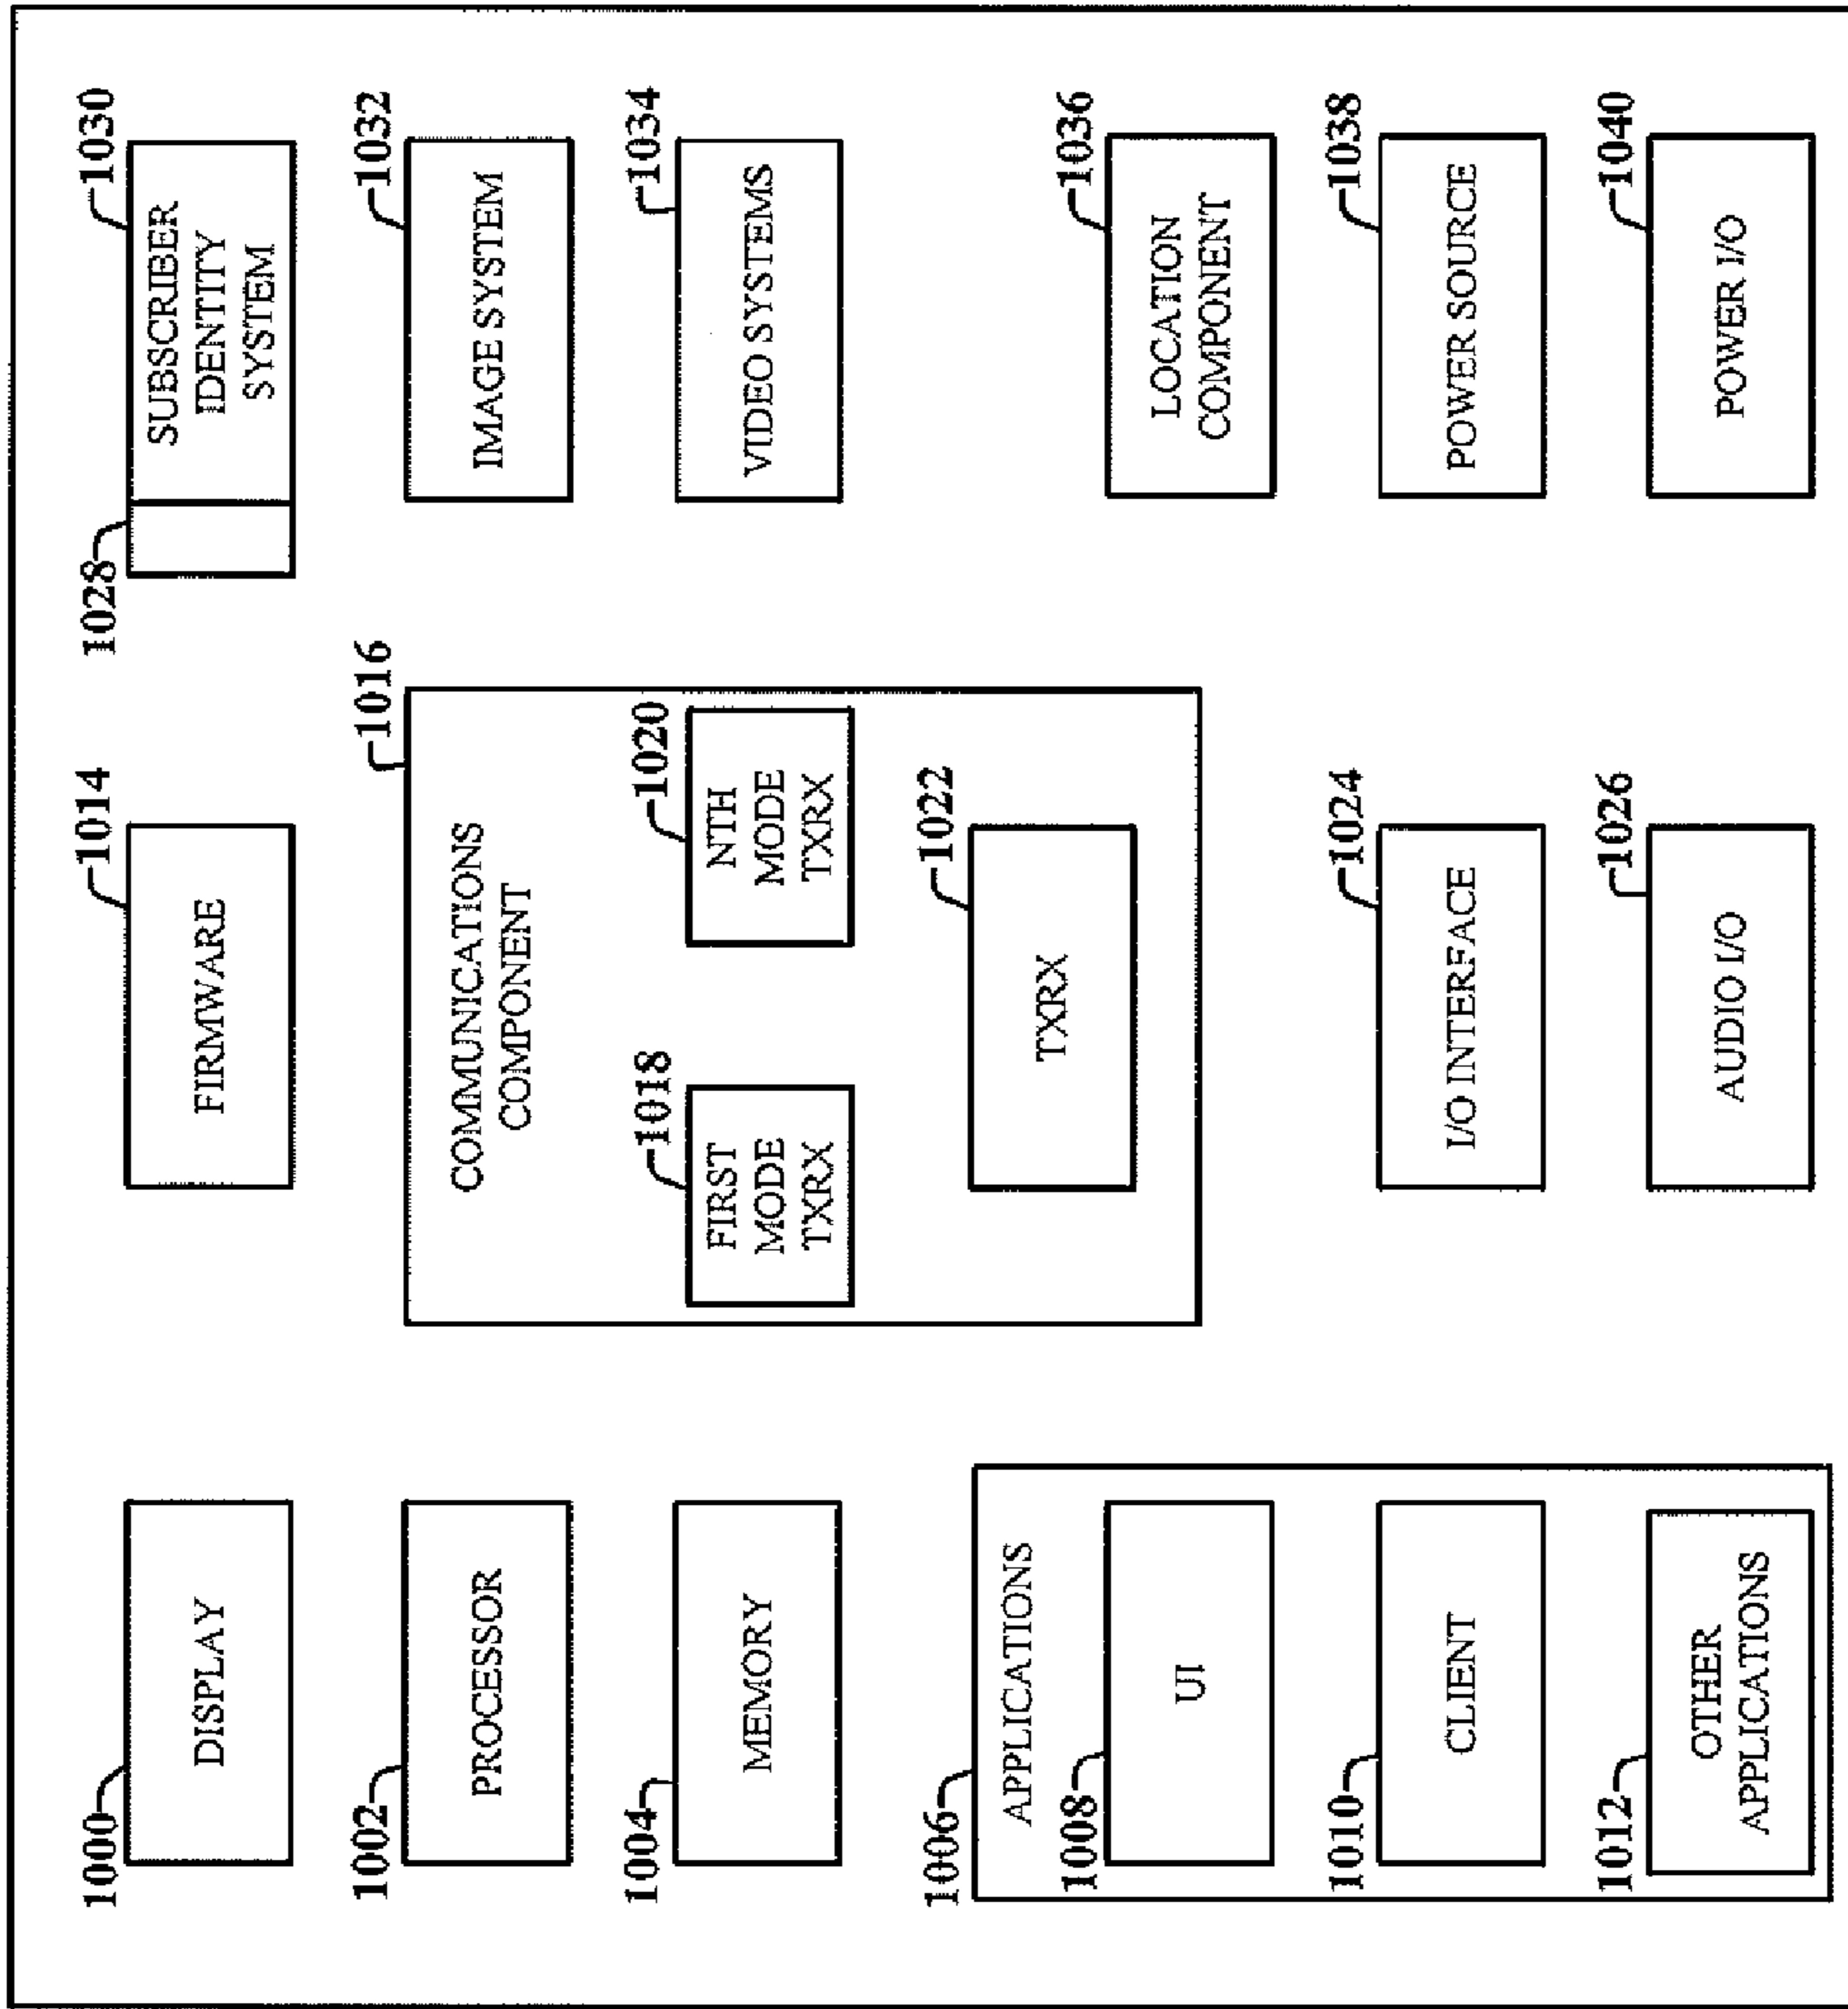 1000
DISPLAY
1002
PROCESSOR
1004
MEMORY
1006
APPLICATIONS
1008
UI
1010
CLIENT
1012
OTHER
APPLICATIONS
1014
FIRMWARE
1016
COMMUNICATIONS
COMPONENT
1018
FIRST
MODE
TXRX
1020
NTH
MODE
TXRX
1022
TXRX
1024
I/O INTERFACE
1026
AUDIO I/O
1028
1030
SUBSCRIBER
IDENTITY
SYSTEM
1032
IMAGE SYSTEM
1034
VIDEO SYSTEMS
1036
LOCATION
COMPONENT
1038
POWER SOURCE
1040
POWER I/O